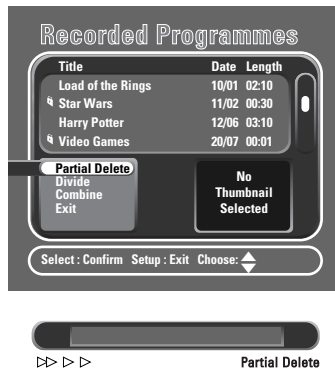 Recorded Programmes
Title Date Length
Load of the Rings 10/01 02:10
Star Wars 11/02 00:30
Harry Potter 12/06 03:10
Video Games 20/07 00:01
Partial Delete
Divide
Combine
Exit
No
Thumbnail
Selected
Select : Confirm Setup : Exit Choose:
Partial Delete